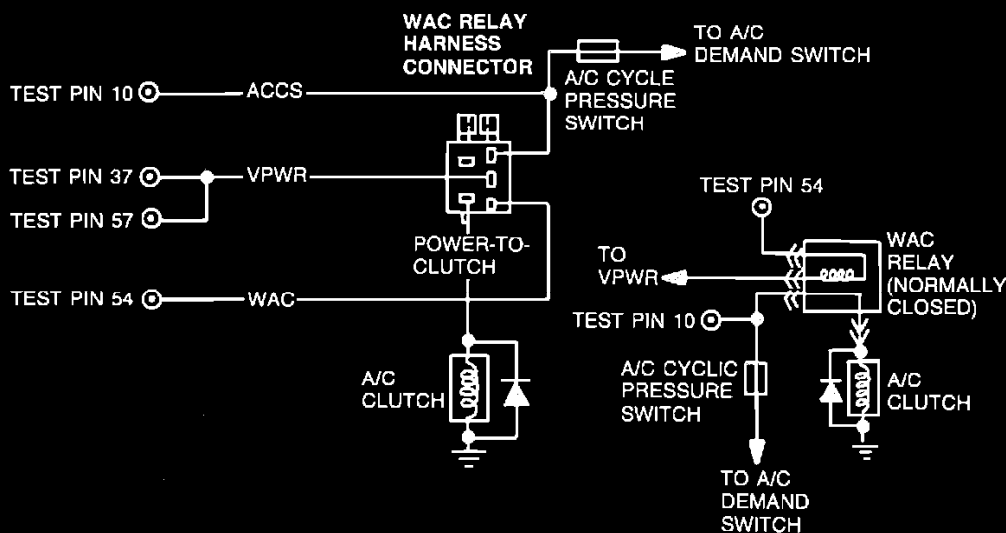 WAC RELAY
HARNESS
CONNECTOR
TO A/C
DEMAND SWITCH
A/C CYCLE
PRESSURE
SWITCH
TEST PIN 10
ACCS
TEST PIN 37
VPWR
TEST PIN 57
POWER-TO-
CLUTCH
TEST PIN 54
WAC
A/C
CLUTCH
TEST PIN 54
WAC
RELAY
(NORMALLY
CLOSED)
TO
VPWR
TEST PIN 10
A/C CYCLIC
PRESSURE
SWITCH
A/C
CLUTCH
TO A/C
DEMAND
SWITCH